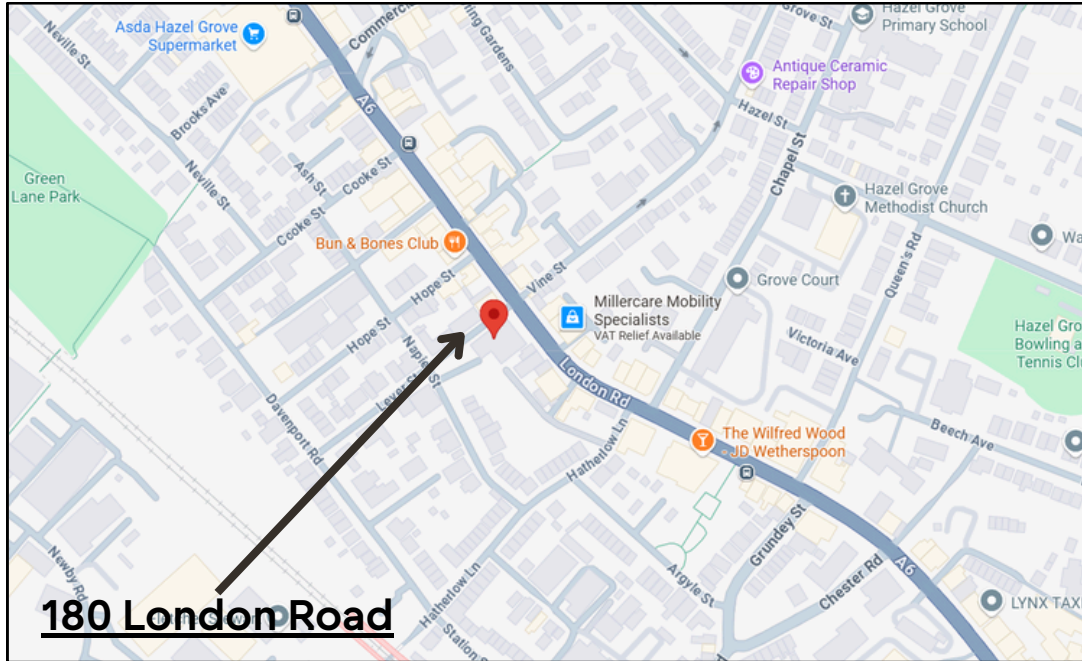 Asda Hazel Grove
Supermarket
Neville St
Commerc
Gardens
Grove St
Hazel Grove
Primary School
Antique Ceramic
Repair Shop
Brooks Ave
A6
Hazel St
Chapel St
Green
Lane Park
Neville St
Ash St
Cooke St
Cooke St
Hazel Grove
Methodist Church
Bun & Bones Club
Queen's Rd
Hope St
Vine St
Grove Court
Millercare Mobility
Specialists
VAT Relief Available
Hope St
Napier St
Victoria Ave
Hazel Gro
Bowling a
Tennis Clu
Lever St
London Rd
Davenport Rd
The Wilfred Wood
- JD Wetherspoon
Beech Ave
Hatherlow Ln
Grundey St
Newby Rd
Argyle St
Chester Rd
A6
Hatherlow Ln
LYNX TAXI
180 London Road
Station S